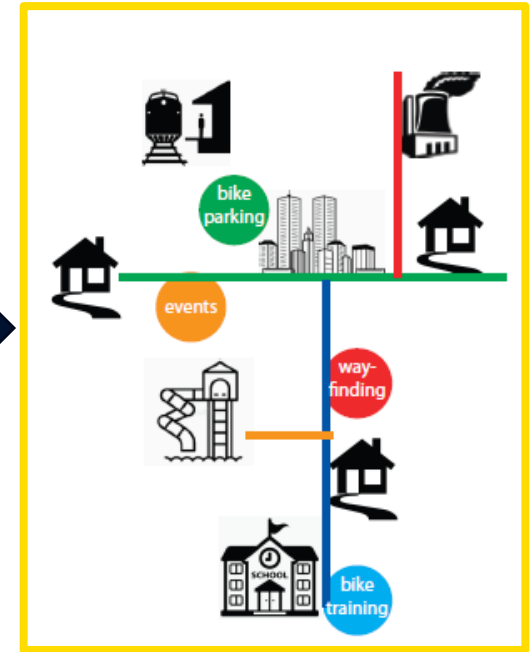 bike
parking
events
way-
finding
SCHOOL
bike
training